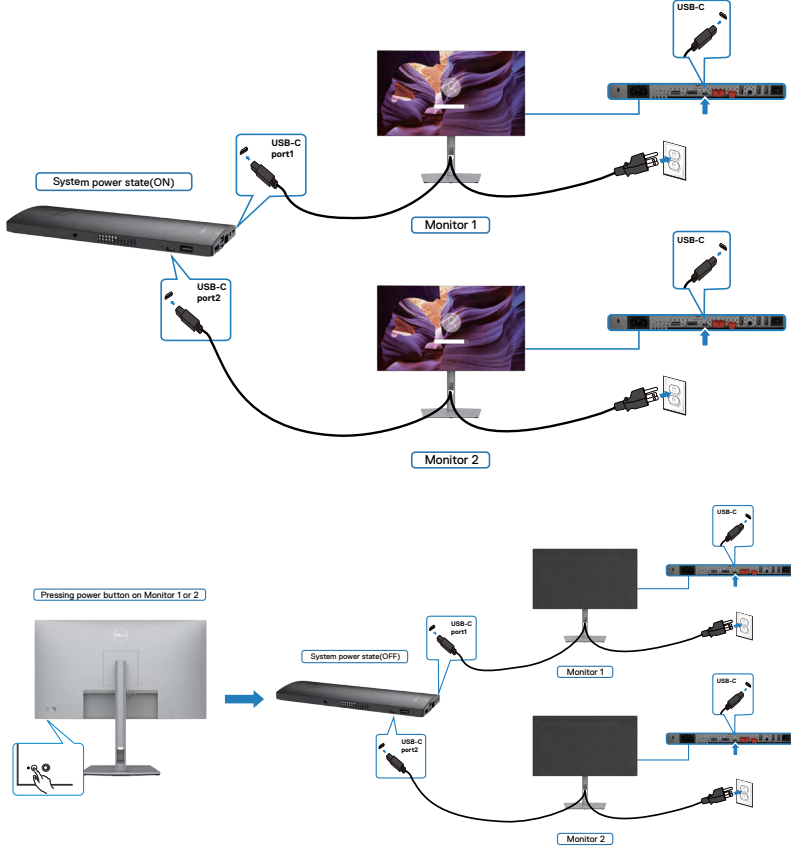 USB-C
USB-C
port1
System power state(ON)
Monitor 1
USB-C
USB-C
port2
Monitor 2
USB-C
Pressing power button on Monitor 1 or 2
USB-C
port1
System power state(OFF)
Monitor 1
USB-C
USB-C
port2
Monitor 2